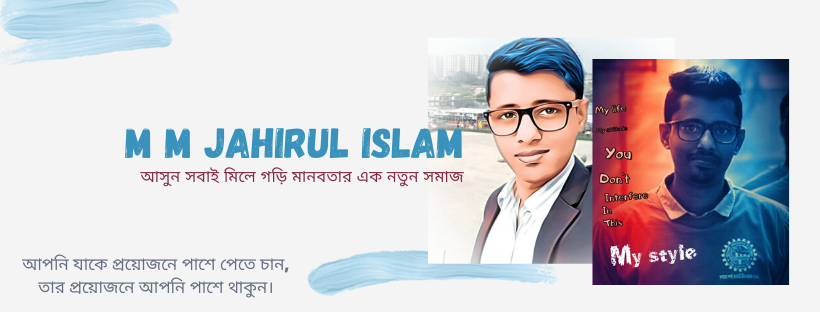 M M JAHIRUL ISLAM
আসুন সবাই মিলে গড়ি মানবতার এক নতুন সমাজ
আপনি যাকে প্রয়োজনে পাশে পেতে চান,
তার প্রয়োজনে আপনি পাশে থাকুন।
My life
You
Don't
Interfere
In
This
My style